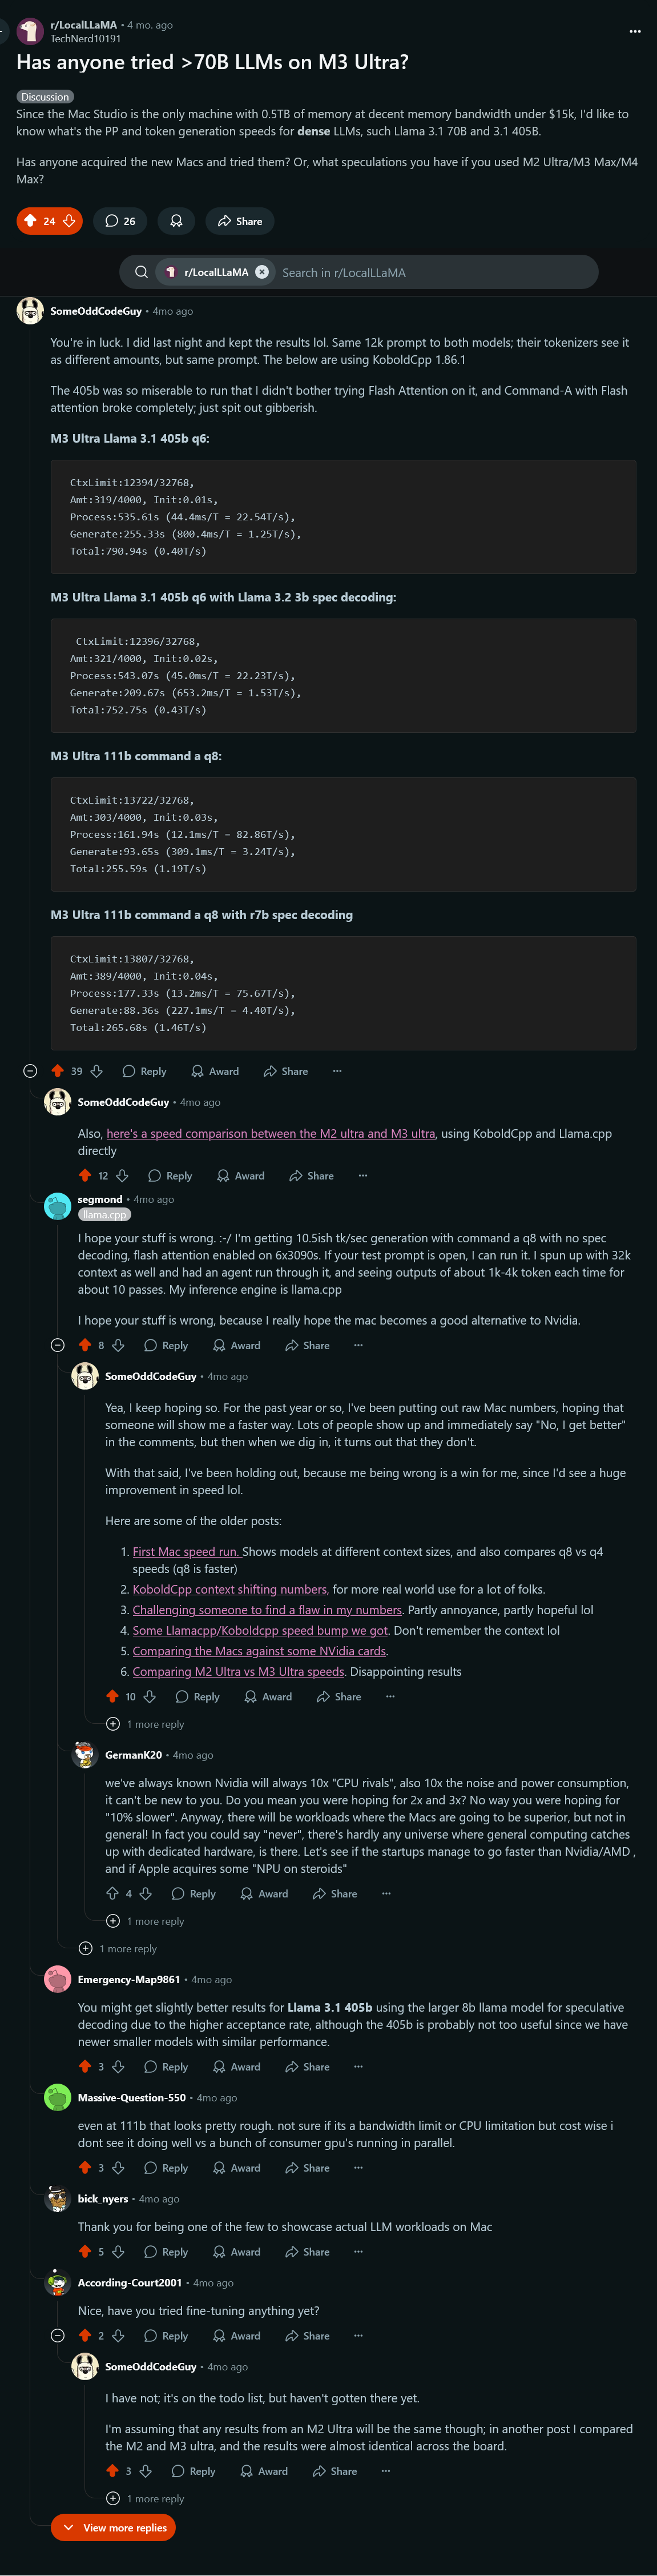 r/LocalLLaMA • 4 mo. ago
TechNerd10191
Has anyone tried >70B LLMs on M3 Ultra?
Discussion
Since the Mac Studio is the only machine with 0.5TB of memory at decent memory bandwidth under $15k, I'd like to
know what's the PP and token generation speeds for dense LLMs, such Llama 3.1 70B and 3.1 405B.
Has anyone acquired the new Macs and tried them? Or, what speculations you have if you used M2 Ultra/M3 Max/M4
Max?
24 26 Share
r/LocalLLaMA Search in r/LocalLLaMA
SomeOddCodeGuy • 4mo ago
You're in luck. I did last night and kept the results lol. Same 12k prompt to both models; their tokenizers see it
as different amounts, but same prompt. The below are using KoboldCpp 1.86.1
The 405b was so miserable to run that I didn't bother trying Flash Attention on it, and Command-A with Flash
attention broke completely; just spit out gibberish.
M3 Ultra Llama 3.1 405b q6:
CtxLimit:12394/32768,
Amt:319/4000, Init:0.01s,
Process:535.61s (44.4ms/T = 22.54T/s),
Generate:255.33s (800.4ms/T = 1.25T/s),
Total:790.94s (0.40T/s)
M3 Ultra Llama 3.1 405b q6 with Llama 3.2 3b spec decoding:
CtxLimit:12396/32768,
Amt:321/4000, Init:0.02s,
Process:543.07s (45.0ms/T = 22.23T/s),
Generate:209.67s (653.2ms/T = 1.53T/s),
Total:752.75s (0.43T/s)
M3 Ultra 111b command a q8:
CtxLimit:13722/32768,
Amt:303/4000, Init:0.03s,
Process:161.94s (12.1ms/T = 82.86T/s),
Generate:93.65s (309.1ms/T = 3.24T/s),
Total:255.59s (1.19T/s)
M3 Ultra 111b command a q8 with r7b spec decoding
CtxLimit:13807/32768,
Amt:389/4000, Init:0.04s,
Process:177.33s (13.2ms/T = 75.67T/s),
Generate:88.36s (227.1ms/T = 4.40T/s),
Total:265.68s (1.46T/s)
39 Reply Award Share
SomeOddCodeGuy • 4mo ago
Also, here's a speed comparison between the M2 ultra and M3 ultra, using KoboldCpp and Llama.cpp
directly
12 Reply Award Share
segmond • 4mo ago
llama.cpp
I hope your stuff is wrong. :-/ I'm getting 10.5ish tk/sec generation with command a q8 with no spec
decoding, flash attention enabled on 6x3090s. If your test prompt is open, I can run it. I spun up with 32k
context as well and had an agent run through it, and seeing outputs of about 1k-4k token each time for
about 10 passes. My inference engine is llama.cpp
I hope your stuff is wrong, because I really hope the mac becomes a good alternative to Nvidia.
8 Reply Award Share
SomeOddCodeGuy • 4mo ago
Yea, I keep hoping so. For the past year or so, I've been putting out raw Mac numbers, hoping that
someone will show me a faster way. Lots of people show up and immediately say "No, I get better"
in the comments, but then when we dig in, it turns out that they don't.
With that said, I've been holding out, because me being wrong is a win for me, since I'd see a huge
improvement in speed lol.
Here are some of the older posts:
1. First Mac speed run. Shows models at different context sizes, and also compares q8 vs q4
speeds (q8 is faster)
2. KoboldCpp context shifting numbers, for more real world use for a lot of folks.
3. Challenging someone to find a flaw in my numbers. Partly annoyance, partly hopeful lol
4. Some Llamacpp/Koboldcpp speed bump we got. Don't remember the context lol
5. Comparing the Macs against some NVidia cards.
6. Comparing M2 Ultra vs M3 Ultra speeds. Disappointing results
10 Reply Award Share
1 more reply
GermanK20 • 4mo ago
we've always known Nvidia will always 10x "CPU rivals", also 10x the noise and power consumption,
it can't be new to you. Do you mean you were hoping for 2x and 3x? No way you were hoping for
"10% slower". Anyway, there will be workloads where the Macs are going to be superior, but not in
general! In fact you could say "never", there's hardly any universe where general computing catches
up with dedicated hardware, is there. Let's see if the startups manage to go faster than Nvidia/AMD ,
and if Apple acquires some "NPU on steroids"
4 Reply Award Share
1 more reply
1 more reply
Emergency-Map9861 • 4mo ago
You might get slightly better results for Llama 3.1 405b using the larger 8b llama model for speculative
decoding due to the higher acceptance rate, although the 405b is probably not too useful since we have
newer smaller models with similar performance.
3 Reply Award Share
Massive-Question-550 • 4mo ago
even at 111b that looks pretty rough. not sure if its a bandwidth limit or CPU limitation but cost wise i
dont see it doing well vs a bunch of consumer gpu's running in parallel.
3 Reply Award Share
bick_nyers • 4mo ago
Thank you for being one of the few to showcase actual LLM workloads on Mac
5 Reply Award Share
According-Court2001 • 4mo ago
Nice, have you tried fine-tuning anything yet?
2 Reply Award Share
SomeOddCodeGuy • 4mo ago
I have not; it's on the todo list, but haven't gotten there yet.
I'm assuming that any results from an M2 Ultra will be the same though; in another post I compared
the M2 and M3 ultra, and the results were almost identical across the board.
3 Reply Award Share
1 more reply
View more replies